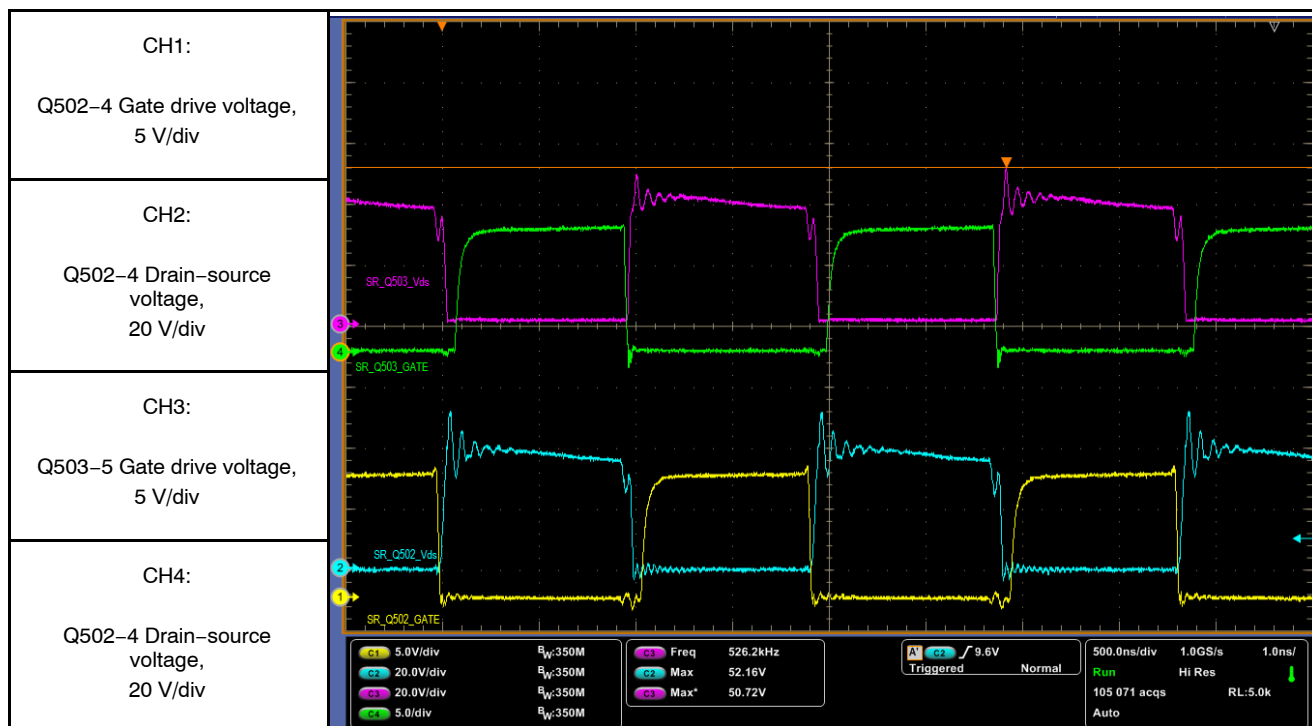 CH1:
Q502−4 Gate drive voltage,
5 V/div
CH2:
Q502−4 Drain−source
voltage,
20 V/div
CH3:
Q503−5 Gate drive voltage,
5 V/div
CH4:
Q502−4 Drain−source
voltage,
20 V/div
SR_Q503_Vds
3
4
SR_Q503_GATE
SR_Q502_Vds
2
1
SR_Q502_GATE
C1 5.0V/div BW:350M
C2 20.0V/div BW:350M
C3 20.0V/div BW:350M
C4 5.0/div BW:350M
C3 Freq 526.2kHz
C2 Max 52.16V
C3 Max* 50.72V
A' C2 9.6V
Triggered Normal
500.0ns/div 1.0GS/s 1.0ns/
Run Hi Res
105 071 acqs RL:5.0k
Auto